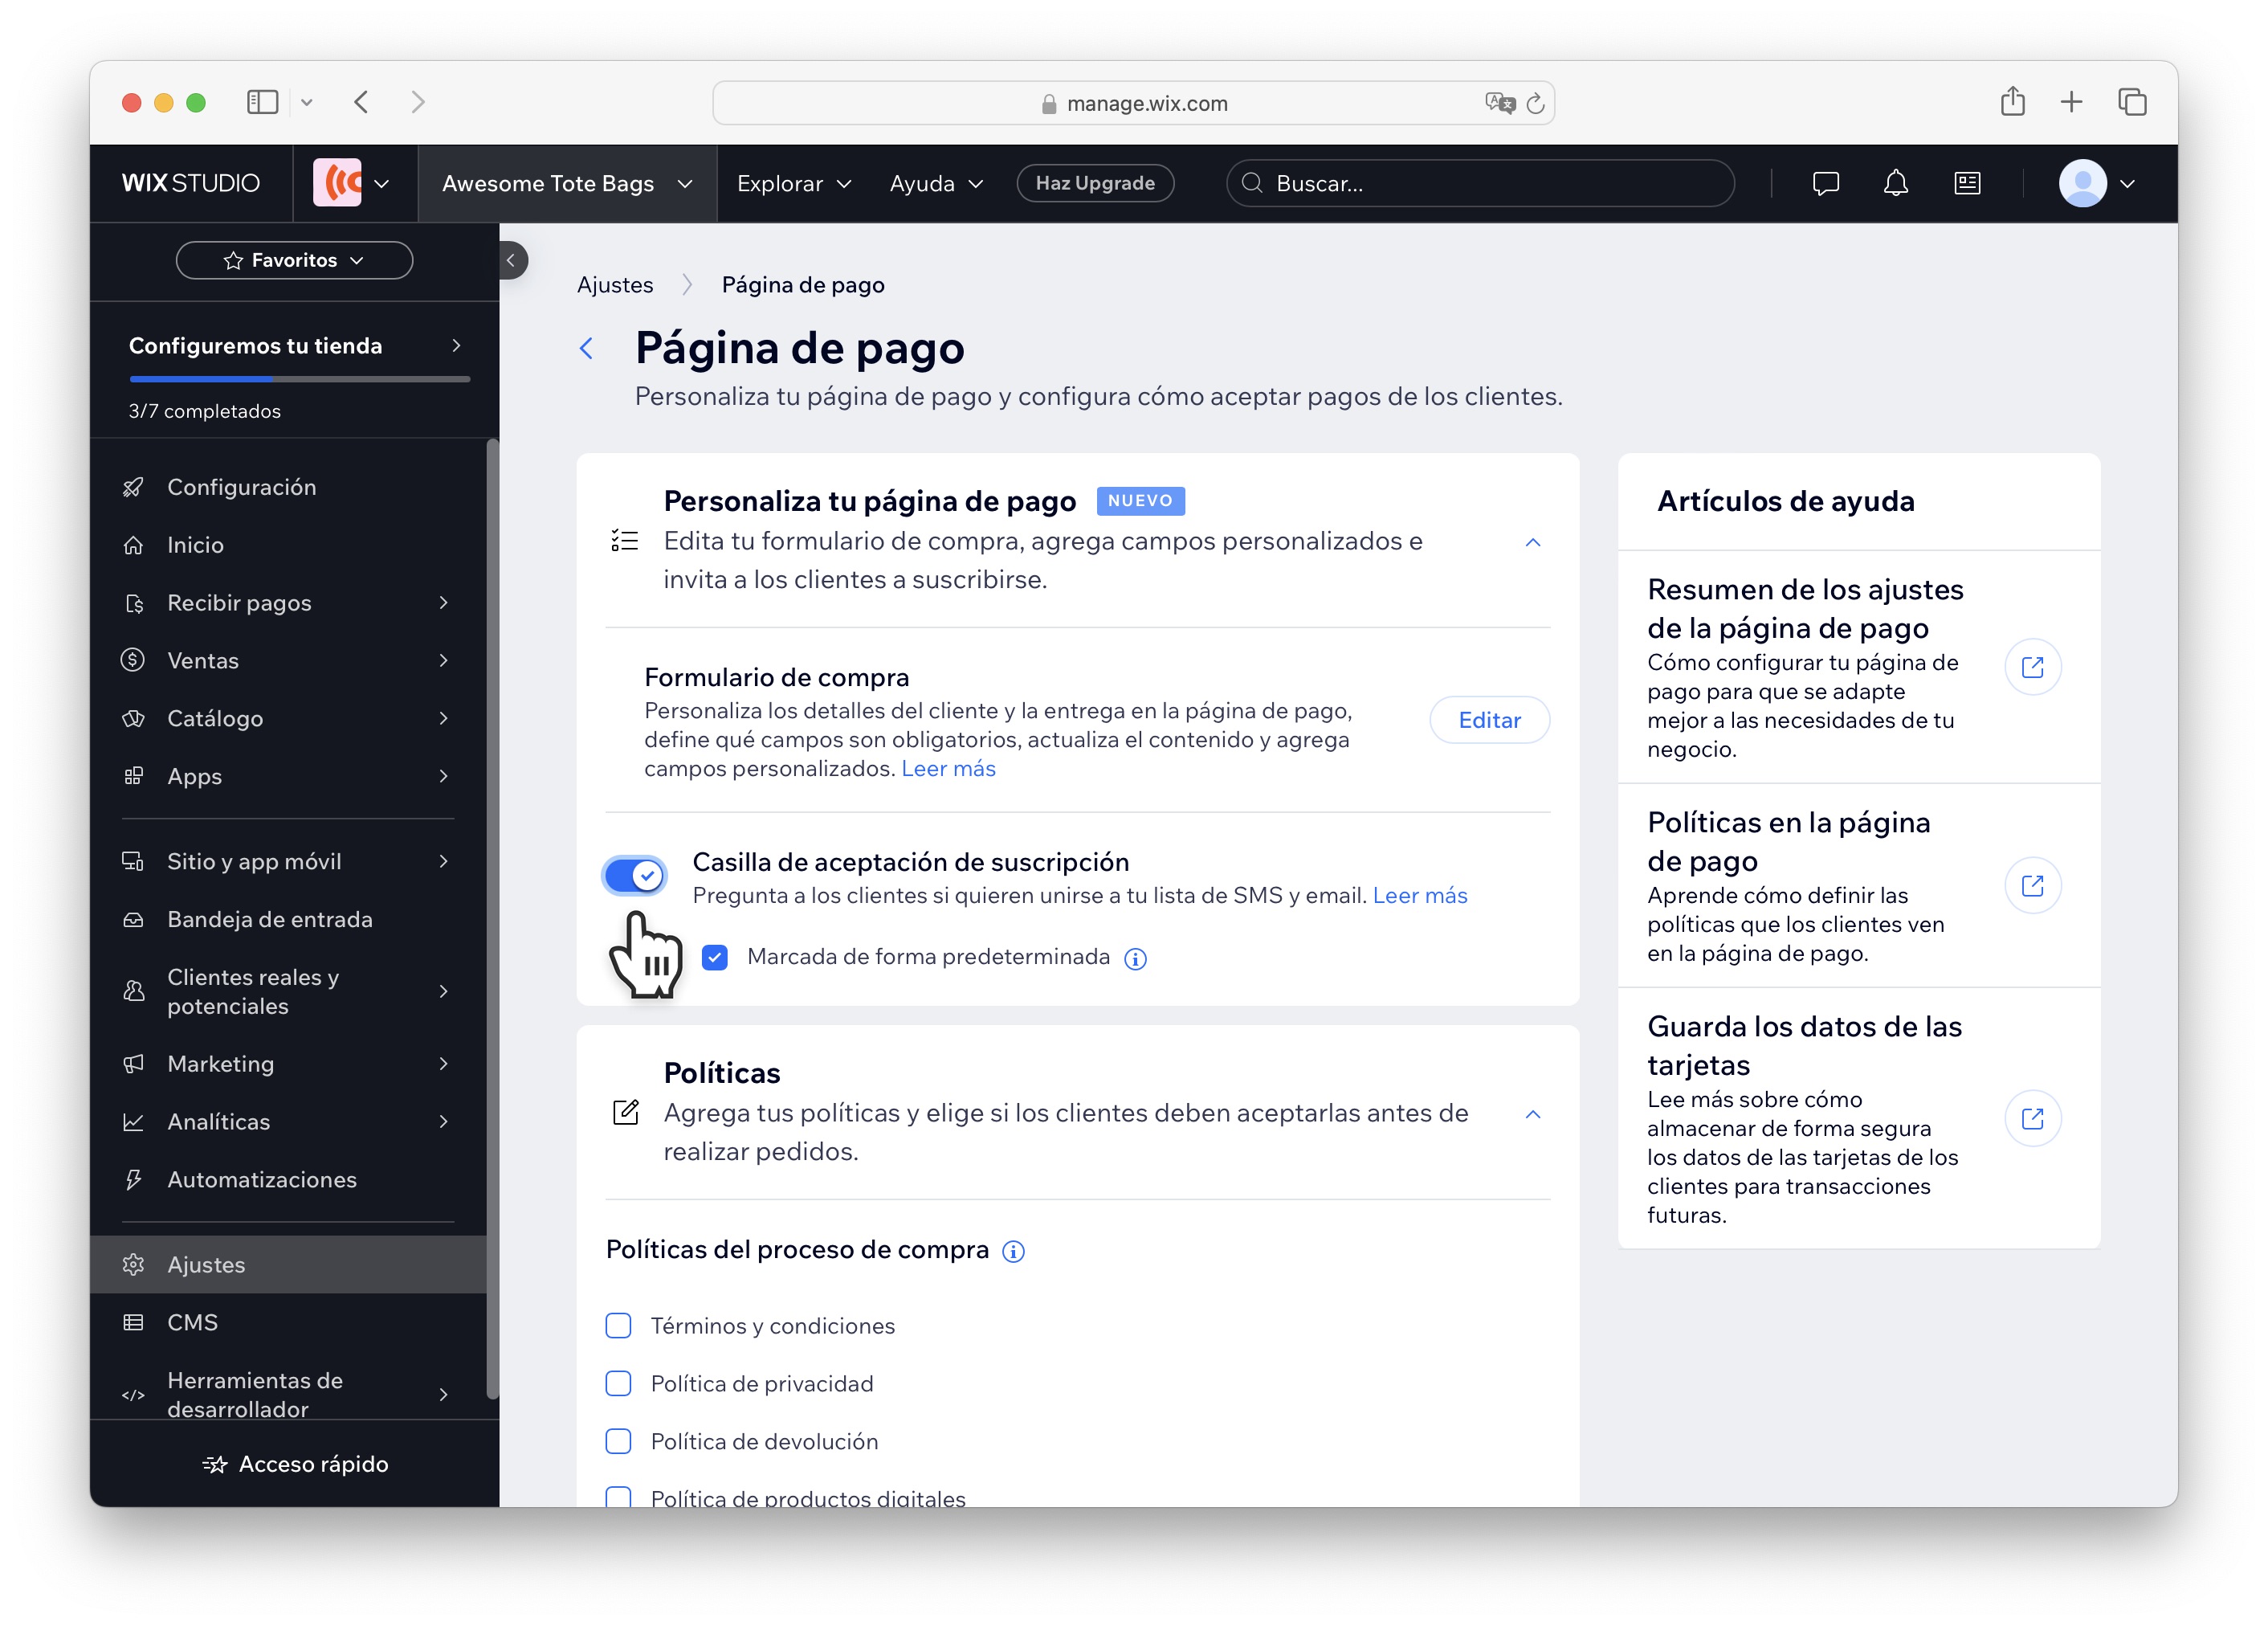 manage.wix.com
WIX STUDIO
Awesome Tote Bags
Explorar
Ayuda
Haz Upgrade
Buscar...
Favoritos
Configuremos tu tienda
3/7 completados
Configuración
Inicio
Recibir pagos
Ventas
Catálogo
Apps
Sitio y app móvil
Bandeja de entrada
Clientes reales y
potenciales
Marketing
Analíticas
Automatizaciones
Ajustes
CMS
Herramientas de
desarrollador
Acceso rápido
Ajustes
Página de pago
Página de pago
Personaliza tu página de pago y configura cómo aceptar pagos de los clientes.
Personaliza tu página de pago NUEVO
Edita tu formulario de compra, agrega campos personalizados e
invita a los clientes a suscribirse.
Formulario de compra
Personaliza los detalles del cliente y la entrega en la página de pago,
define qué campos son obligatorios, actualiza el contenido y agrega
campos personalizados. Leer más
Editar
Casilla de aceptación de suscripción
Pregunta a los clientes si quieren unirse a tu lista de SMS y email. Leer más
Marcada de forma predeterminada
Políticas
Agrega tus políticas y elige si los clientes deben aceptarlas antes de
realizar pedidos.
Políticas del proceso de compra
Términos y condiciones
Política de privacidad
Política de devolución
Política de productos digitales
Artículos de ayuda
Resumen de los ajustes
de la página de pago
Cómo configurar tu página de
pago para que se adapte
mejor a las necesidades de tu
negocio.
Políticas en la página
de pago
Aprende cómo definir las
políticas que los clientes ven
en la página de pago.
Guarda los datos de las
tarjetas
Lee más sobre cómo
almacenar de forma segura
los datos de las tarjetas de los
clientes para transacciones
futuras.